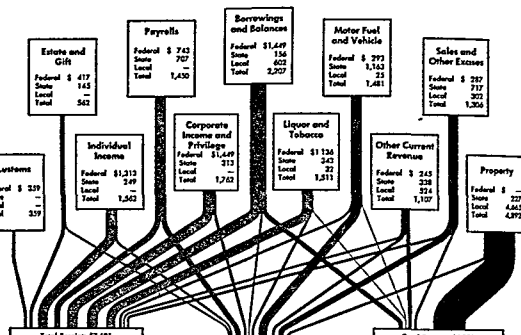 Estate and
Gift
Federal $ 417
State 145
Local —
Total 562
Payrolls
Federal $ 743
State 707
Local —
Total 1,450
Borrowings
and Balances
Federal $1,449
State 156
Local 602
Total 2,207
Motor Fuel
and Vehicle
Federal $ 293
State 1,163
Local 25
Total 1,481
Sales and
Other Excises
Federal $ 287
State 717
Local 302
Total 1,306
ustoms
ral $ 359
—
—
359
Individual
Income
Federal $1,313
State 249
Local —
Total 1,562
Corporate
Income and
Privilege
Federal $1,449
State 313
Local —
Total 1,762
Liquor and
Tobacco
Federal $1 136
State 343
Local 32
Total 1,511
Other Current
Revenue
Federal $ 245
State 338
Local 524
Total 1,107
Property
Federal $ —
State 227
Local 4,665
Total 4,892